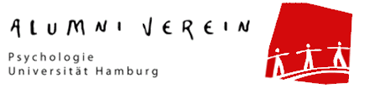 ALUMNI VEREIN
Psychologie
Universität Hamburg